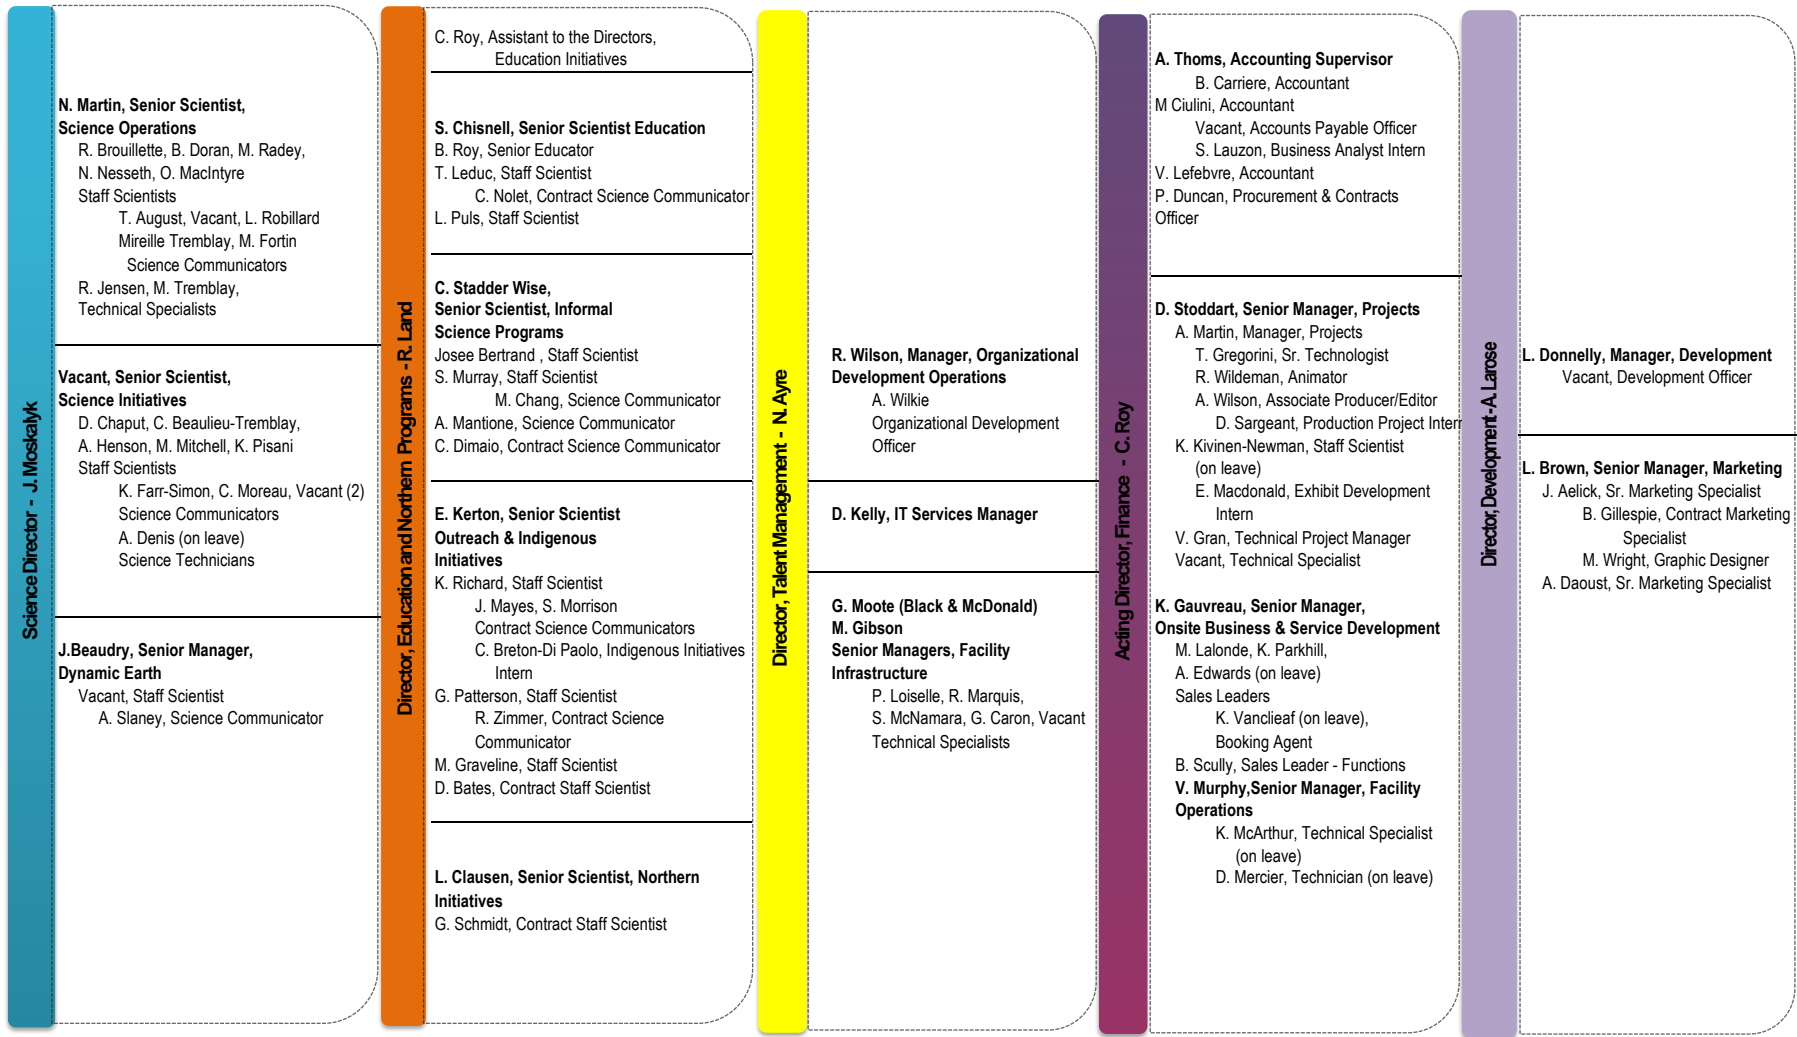 Science Director - J. Moskalyk
N. Martin, Senior Scientist,
Science Operations
R. Brouillette, B. Doran, M. Radey,
N. Nesseth, O. MacIntyre
Staff Scientists
T. August, Vacant, L. Robillard
Mireille Tremblay, M. Fortin
Science Communicators
R. Jensen, M. Tremblay,
Technical Specialists
Vacant, Senior Scientist,
Science Initiatives
D. Chaput, C. Beaulieu-Tremblay,
A. Henson, M. Mitchell, K. Pisani
Staff Scientists
K. Farr-Simon, C. Moreau, Vacant (2)
Science Communicators
A. Denis (on leave)
Science Technicians
J.Beaudry, Senior Manager,
Dynamic Earth
Vacant, Staff Scientist
A. Slaney, Science Communicator
Director, Education and Northern Programs - R. Land
C. Roy, Assistant to the Directors,
Education Initiatives
S. Chisnell, Senior Scientist Education
B. Roy, Senior Educator
T. Leduc, Staff Scientist
C. Nolet, Contract Science Communicator
L. Puls, Staff Scientist
C. Stadder Wise,
Senior Scientist, Informal
Science Programs
Josee Bertrand , Staff Scientist
S. Murray, Staff Scientist
M. Chang, Science Communicator
A. Mantione, Science Communicator
C. Dimaio, Contract Science Communicator
E. Kerton, Senior Scientist
Outreach & Indigenous
Initiatives
K. Richard, Staff Scientist
J. Mayes, S. Morrison
Contract Science Communicators
C. Breton-Di Paolo, Indigenous Initiatives
Intern
G. Patterson, Staff Scientist
R. Zimmer, Contract Science
Communicator
M. Graveline, Staff Scientist
D. Bates, Contract Staff Scientist
L. Clausen, Senior Scientist, Northern
Initiatives
G. Schmidt, Contract Staff Scientist
Director, Talent Management - N. Ayre
R. Wilson, Manager, Organizational
Development Operations
A. Wilkie
Organizational Development
Officer
D. Kelly, IT Services Manager
G. Moote (Black & McDonald)
M. Gibson
Senior Managers, Facility
Infrastructure
P. Loiselle, R. Marquis,
S. McNamara, G. Caron, Vacant
Technical Specialists
Acting Director, Finance - C. Roy
A. Thoms, Accounting Supervisor
B. Carriere, Accountant
M Ciulini, Accountant
Vacant, Accounts Payable Officer
S. Lauzon, Business Analyst Intern
V. Lefebvre, Accountant
P. Duncan, Procurement & Contracts
Officer
D. Stoddart, Senior Manager, Projects
A. Martin, Manager, Projects
T. Gregorini, Sr. Technologist
R. Wildeman, Animator
A. Wilson, Associate Producer/Editor
D. Sargeant, Production Project Intern
K. Kivinen-Newman, Staff Scientist
(on leave)
E. Macdonald, Exhibit Development
Intern
V. Gran, Technical Project Manager
Vacant, Technical Specialist
K. Gauvreau, Senior Manager,
Onsite Business & Service Development
M. Lalonde, K. Parkhill,
A. Edwards (on leave)
Sales Leaders
K. Vanclieaf (on leave),
Booking Agent
B. Scully, Sales Leader - Functions
V. Murphy,Senior Manager, Facility
Operations
K. McArthur, Technical Specialist
(on leave)
D. Mercier, Technician (on leave)
Director, Development -A. Larose
L. Donnelly, Manager, Development
Vacant, Development Officer
L. Brown, Senior Manager, Marketing
J. Aelick, Sr. Marketing Specialist
B. Gillespie, Contract Marketing
Specialist
M. Wright, Graphic Designer
A. Daoust, Sr. Marketing Specialist